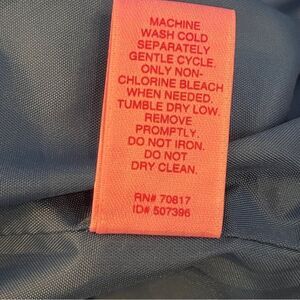 MACHINE
WASH COLD
SEPARATELY
GENTLE CYCLE.
ONLY NON-
CHLORINE BLEACH
WHEN NEEDED.
TUMBLE DRY LOW.
REMOVE
PROMPTLY.
DO NOT IRON.
DO NOT
DRY CLEAN.
RN# 70817
ID# 507396